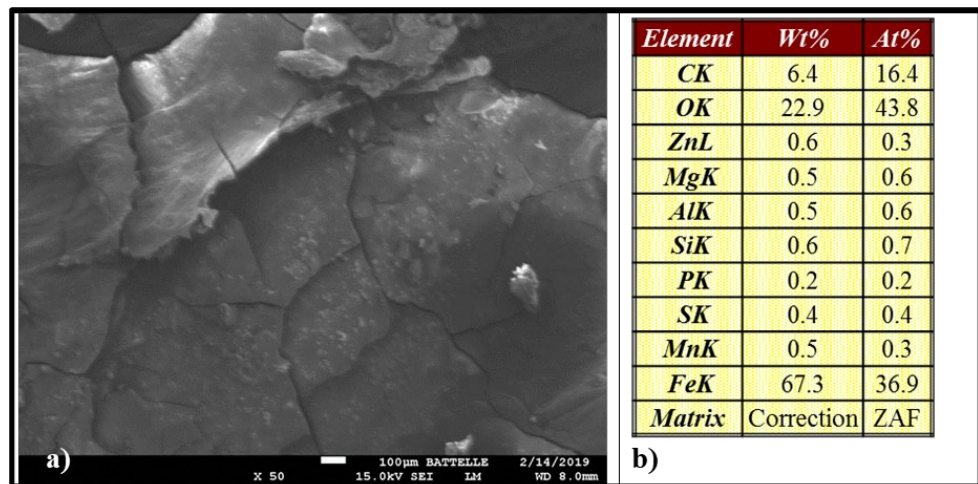 a)
100μm BATTELLE 2/14/2019
X 50 15.0kV SEI LM WD 8.0mm
Element Wt% At%
CK 6.4 16.4
OK 22.9 43.8
ZnL 0.6 0.3
MgK 0.5 0.6
AlK 0.5 0.6
SiK 0.6 0.7
PK 0.2 0.2
SK 0.4 0.4
MnK 0.5 0.3
FeK 67.3 36.9
Matrix Correction ZAF
b)